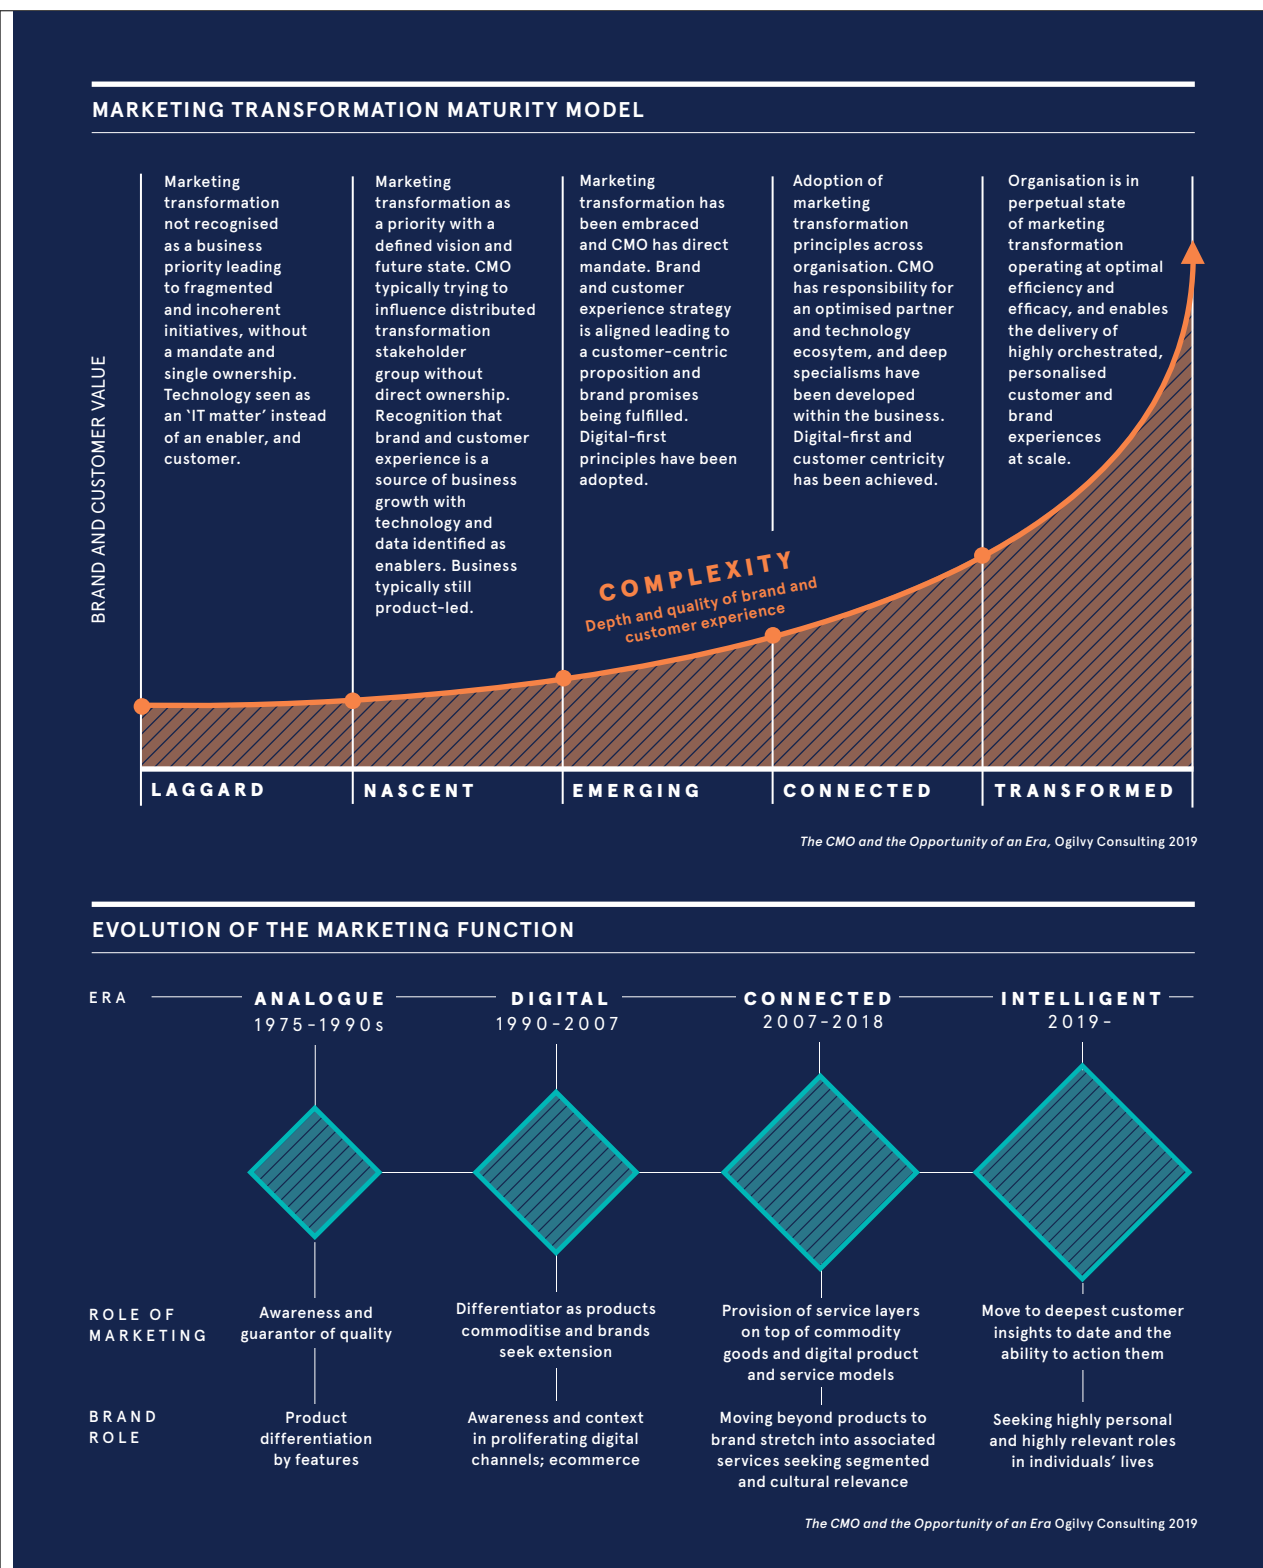 MARKETING TRANSFORMATION MATURITY MODEL
BRAND AND CUSTOMER VALUE
Marketing
transformation
not recognised
as a business
priority leading
to fragmented
and incoherent
initiatives, without
a mandate and
single ownership.
Technology seen as
an ‘IT matter’ instead
of an enabler, and
customer.
Marketing
transformation as
a priority with a
defined vision and
future state. CMO
typically trying to
influence distributed
transformation
stakeholder
group without
direct ownership.
Recognition that
brand and customer
experience is a
source of business
growth with
technology and
data identified as
enablers. Business
typically still
product-led.
Marketing
transformation has
been embraced
and CMO has direct
mandate. Brand
and customer
experience strategy
is aligned leading to
a customer-centric
proposition and
brand promises
being fulfilled.
Digital-first
principles have been
adopted.
Adoption of
marketing
transformation
principles across
organisation. CMO
has responsibility for
an optimised partner
and technology
ecosytem, and deep
specialisms have
been developed
within the business.
Digital-first and
customer centricity
has been achieved.
Organisation is in
perpetual state
of marketing
transformation
operating at optimal
efficiency and
efficacy, and enables
the delivery of
highly orchestrated,
personalised
customer and
brand
experiences
at scale.
COMPLEXITY
Depth and quality of brand and
customer experience
LAGGARD
NASCENT
EMERGING
CONNECTED
TRANSFORMED
The CMO and the Opportunity of an Era, Ogilvy Consulting 2019
EVOLUTION OF THE MARKETING FUNCTION
ERA
ANALOGUE
1975-1990s
DIGITAL
1990-2007
CONNECTED
2007-2018
INTELLIGENT
2019-
ROLE OF
MARKETING
Awareness and
guarantor of quality
Differentiator as products
commoditise and brands
seek extension
Provision of service layers
on top of commodity
goods and digital product
and service models
Move to deepest customer
insights to date and the
ability to action them
BRAND
ROLE
Product
differentiation
by features
Awareness and context
in proliferating digital
channels; ecommerce
Moving beyond products to
brand stretch into associated
services seeking segmented
and cultural relevance
Seeking highly personal
and highly relevant roles
in individuals’ lives
The CMO and the Opportunity of an Era Ogilvy Consulting 2019